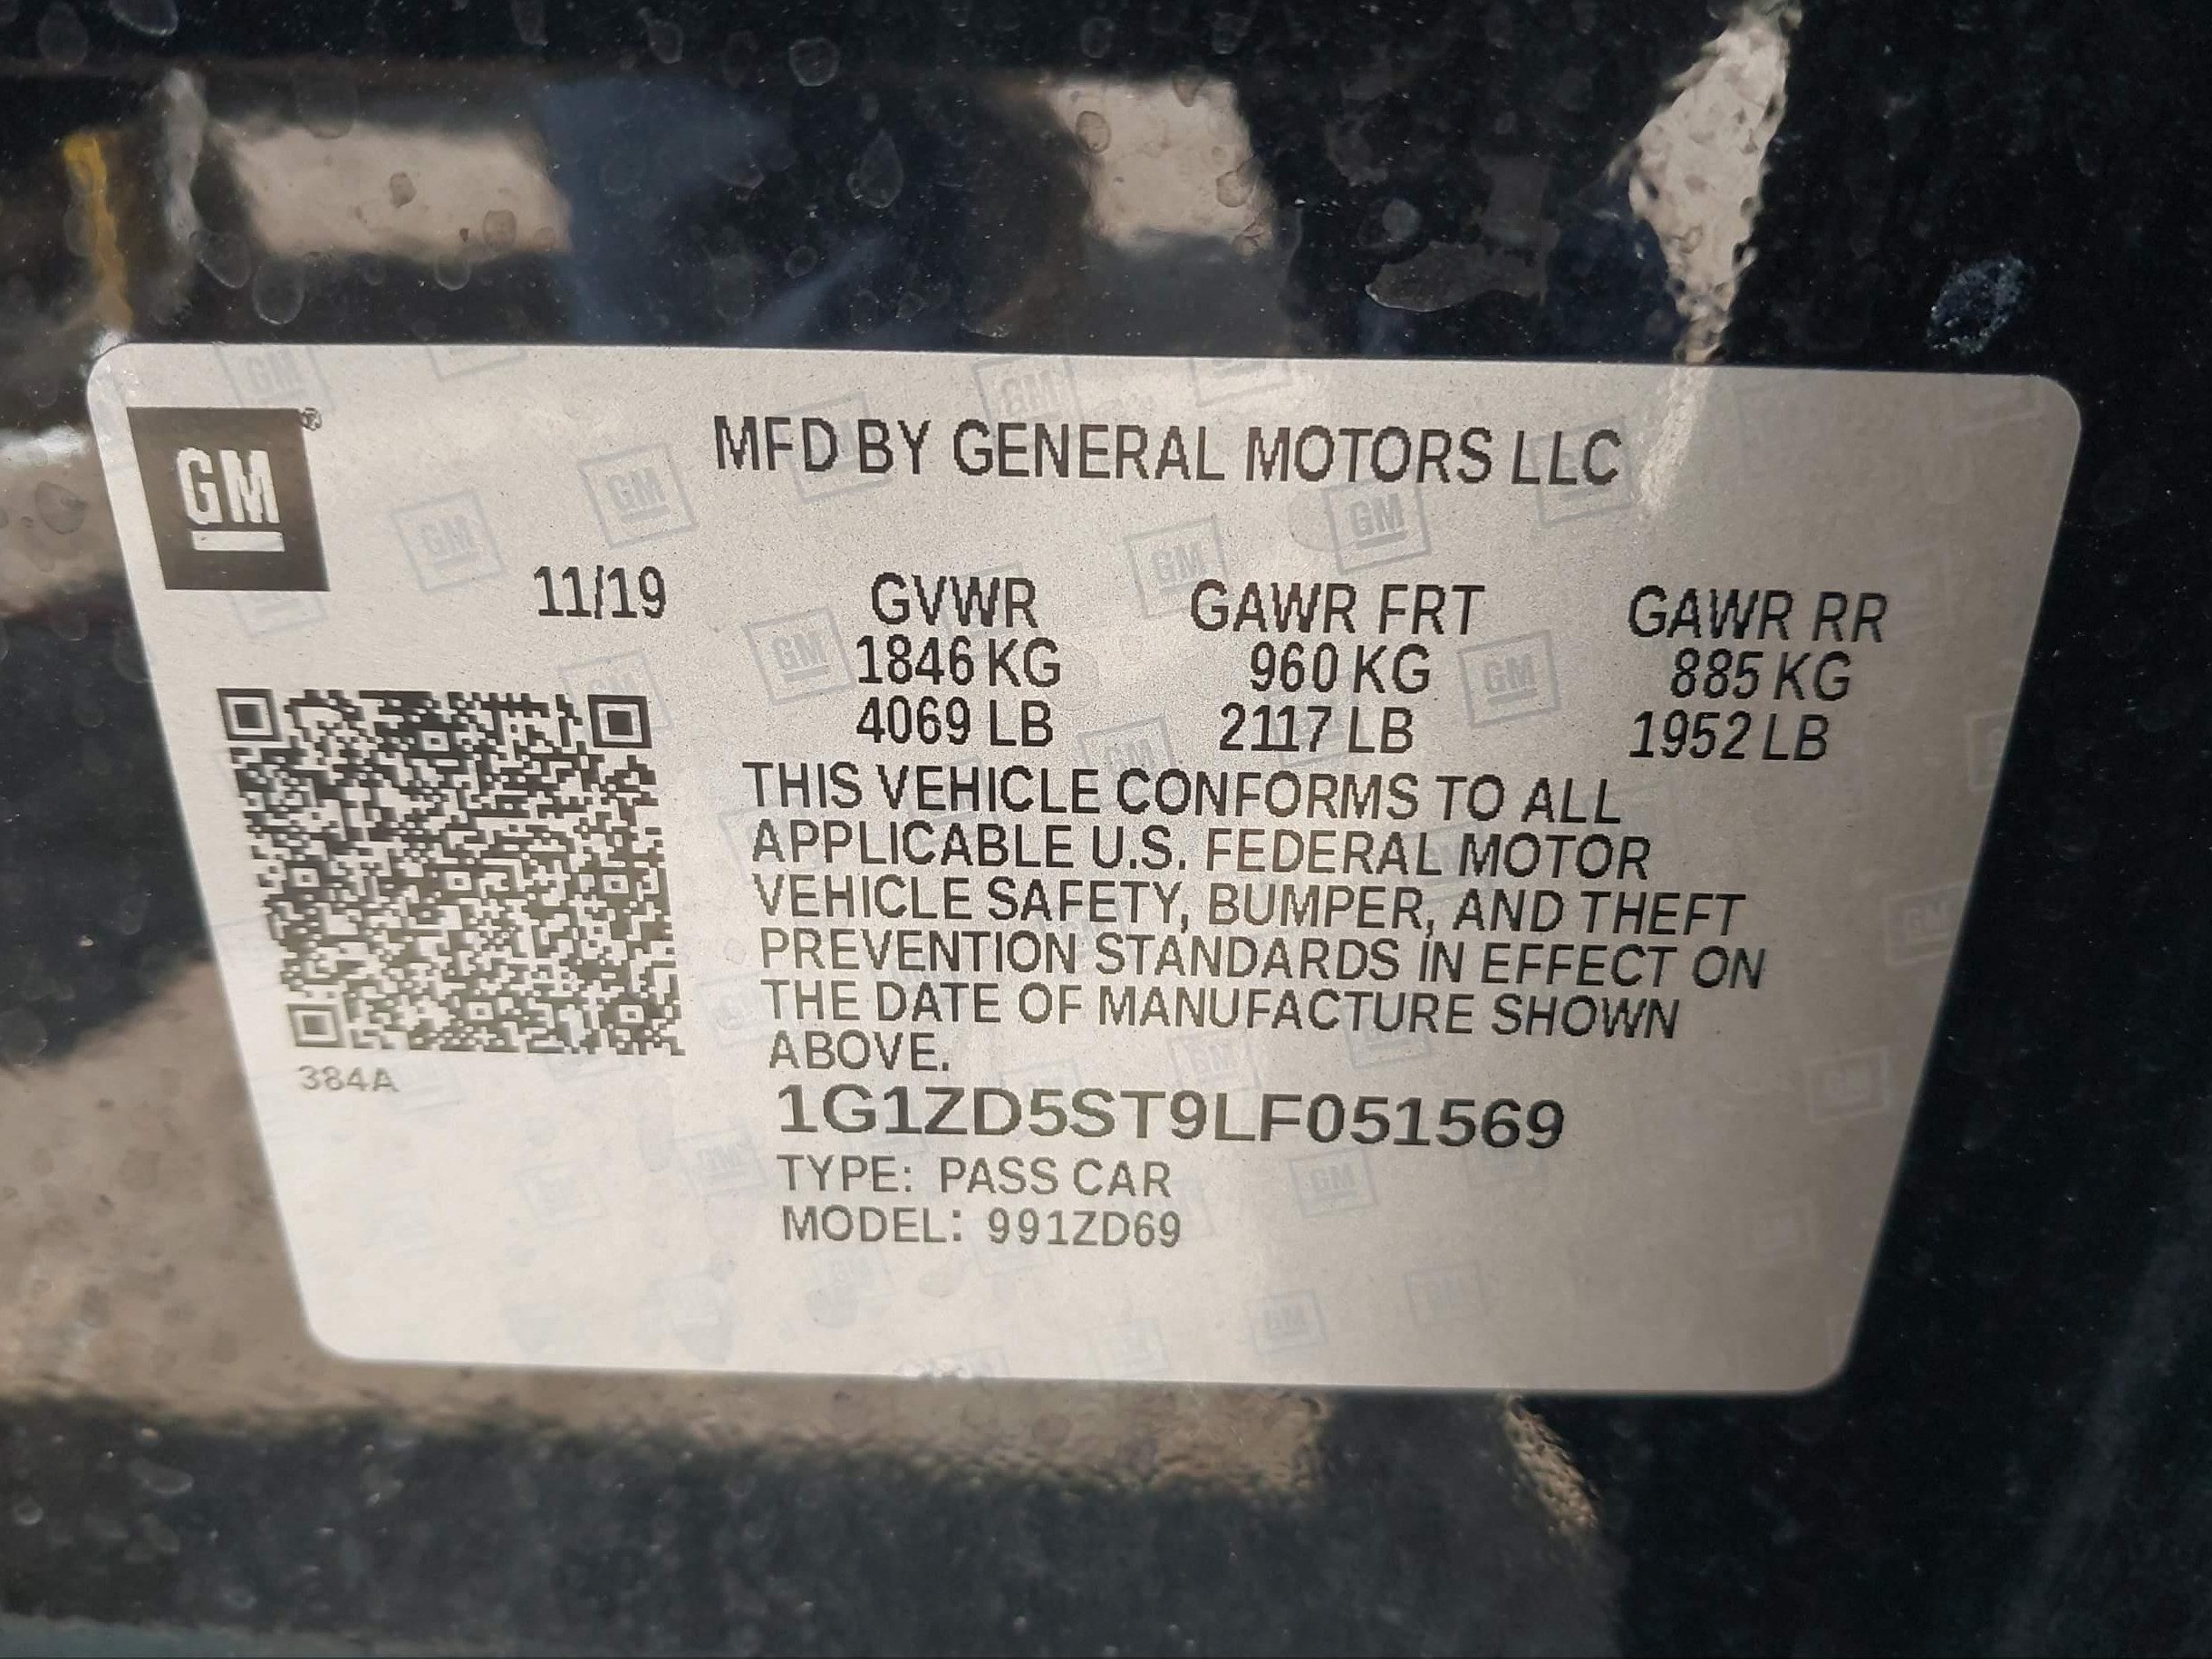 GM®
MFD BY GENERAL MOTORS LLC
11/19 GVWR GAWR FRT GAWR RR
1846 KG 960 KG 885 KG
4069 LB 2117 LB 1952 LB
THIS VEHICLE CONFORMS TO ALL
APPLICABLE U.S. FEDERAL MOTOR
VEHICLE SAFETY, BUMPER, AND THEFT
PREVENTION STANDARDS IN EFFECT ON
THE DATE OF MANUFACTURE SHOWN
ABOVE.
384A
1G1ZD5ST9LF051569
TYPE: PASS CAR
MODEL: 991ZD69